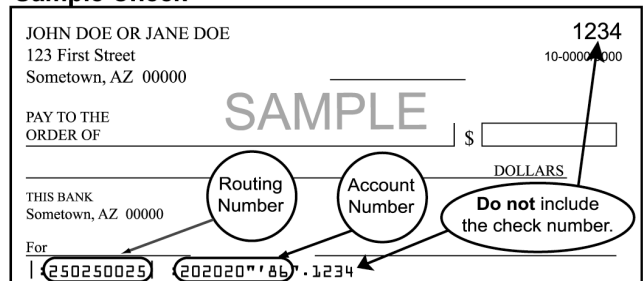 Sample Check
JOHN DOE OR JANE DOE
1234
123 First Street
10-0000/0000
Sometown, AZ 00000
SAMPLE
PAY TO THE
ORDER OF
$
DOLLARS
THIS BANK
Sometown, AZ 00000
Routing
Number
Account
Number
Do not include
the check number.
For
|:250250025| :202020"'86".1234